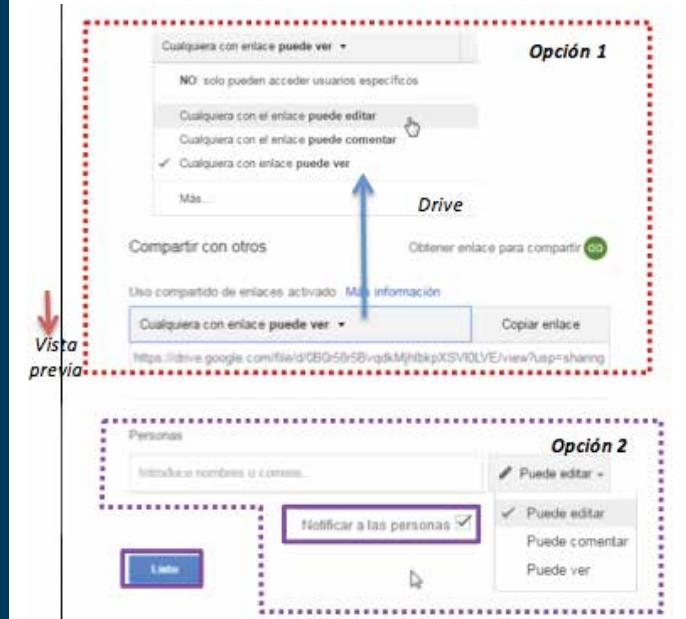 Cualquiera con enlace puede ver
Opción 1
NO: solo pueden acceder usuarios específicos
Cualquiera con el enlace puede editar
Cualquiera con el enlace puede comentar
Cualquiera con enlace puede ver
Más...
Drive
Compartir con otros
Obtener enlace para compartir
Uso compartido de enlaces activado Más información
Cualquiera con enlace puede ver
Copiar enlace
Vista
previa
Personas
Opción 2
Introduce nombres o correos...
Puede editar
Notificar a las personas
Puede editar
Puede comentar
Puede ver
Listo